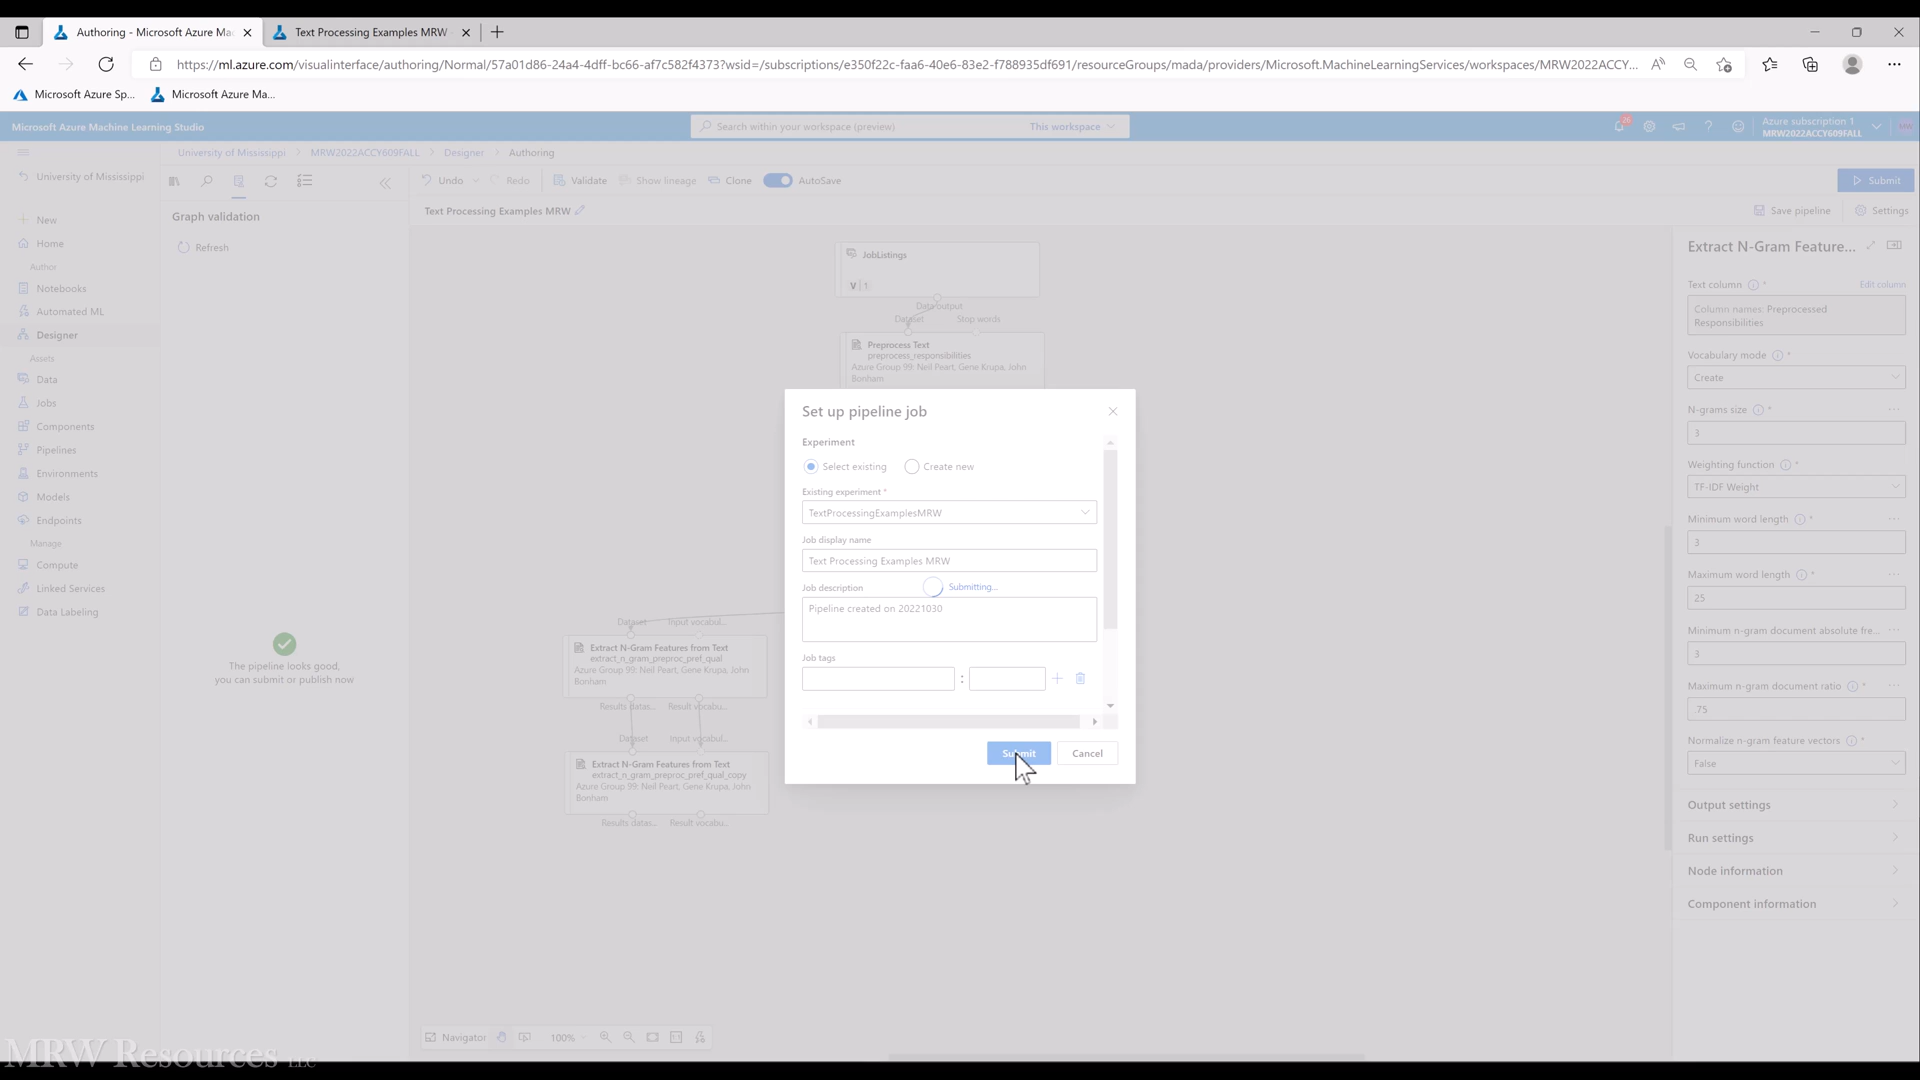 Authoring - Microsoft Azure Mac
Text Processing Examples MRW -
https://ml.azure.com/visualinterface/authoring/Normal/57a01d86-24a4-4dff-bc66-af7c582f4373?wsid=/subscriptions/e350f22c-faa6-40e6-83e2-f788935df691/resourceGroups/mada/providers/Microsoft.MachineLearningServices/workspaces/MRW2022ACCY...
Microsoft Azure Sp...
Microsoft Azure Ma...
Microsoft Azure Machine Learning Studio
Search within your workspace (preview)
This workspace
26
Azure subscription 1
MRW2022ACCY609FALL
MW
University of Mississippi > MRW2022ACCY609FALL > Designer > Authoring
University of Mississippi
New
Home
Author
Notebooks
Automated ML
Designer
Assets
Data
Jobs
Components
Pipelines
Environments
Models
Endpoints
Manage
Compute
Linked Services
Data Labeling
Graph validation
Refresh
The pipeline looks good,
you can submit or publish now
Undo
Redo
Validate
Show lineage
Clone
AutoSave
Submit
Text Processing Examples MRW
Save pipeline
Settings
JobListings
V | 1
Data output
Dataset
Stop words
Preprocess Text
preprocess_responsibilities
Azure Group 99: Neil Peart, Gene Krupa, John
Bonham
Dataset
Input vocabul...
Extract N-Gram Features from Text
extract_n_gram_preproc_pref_qual
Azure Group 99: Neil Peart, Gene Krupa, John
Bonham
Results datas...
Result vocabu...
Dataset
Input vocabul...
Extract N-Gram Features from Text
extract_n_gram_preproc_pref_qual_copy
Azure Group 99: Neil Peart, Gene Krupa, John
Bonham
Results datas...
Result vocabu...
Set up pipeline job
Experiment
Select existing
Create new
Existing experiment *
TextProcessingExamplesMRW
Job display name
Text Processing Examples MRW
Job description
Submitting...
Pipeline created on 20221030
Job tags
:
Submit
Cancel
Extract N-Gram Feature...
Text column *
Edit column
Column names: Preprocessed
Responsibilities
Vocabulary mode *
Create
N-grams size *
3
Weighting function *
TF-IDF Weight
Minimum word length *
3
Maximum word length *
25
Minimum n-gram document absolute fre...
3
Maximum n-gram document ratio *
.75
Normalize n-gram feature vectors *
False
Output settings
Run settings
Node information
Component information
Navigator
100%
MRW Resources LLC